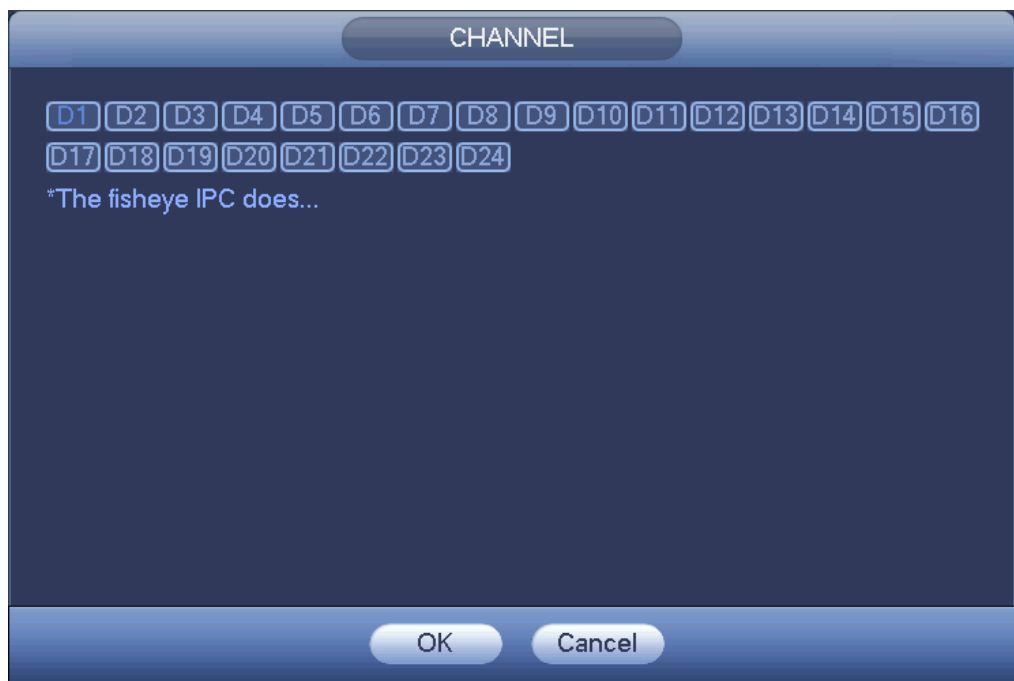 CHANNEL
D1 D2 D3 D4 D5 D6 D7 D8 D9 D10 D11 D12 D13 D14 D15 D16
D17 D18 D19 D20 D21 D22 D23 D24
*The fisheye IPC does...
OK Cancel